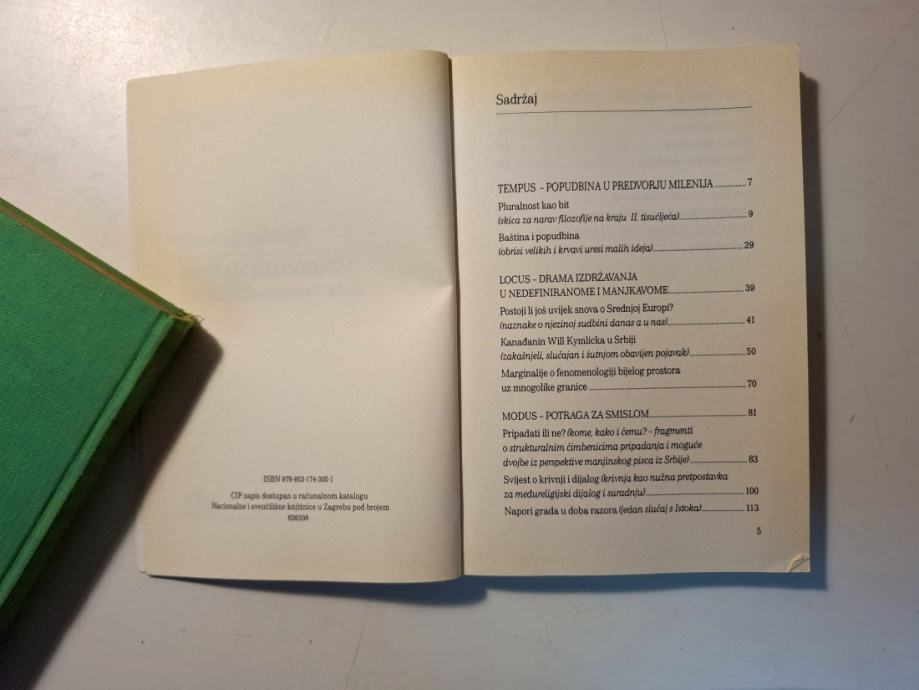 ISBN 978-953-174-305-1
CIP zapis dostupan u računalnom katalogu
Nacionalne i sveučilišne knjižnice u Zagrebu pod brojem
638336
Sadržaj
TEMPUS – POPUDBINA U PREDVORJU MILENIJA ............ 7
Pluralnost kao bit
(skica za narav filozofije na kraju II. tisućljeća) ............ 9
Baština i popudbina
(obrisi velikih i krvavi uresi malih ideja) ............ 29
LOCUS – DRAMA IZDRŽAVANJA
U NEDEFINIRANOME I MANJKAVOME ............ 39
Postoji li još uvijek snova o Srednjoj Europi?
(naznake o njezinoj sudbini danas a u nas) ............ 41
Kanađanin Will Kymlicka u Srbiji
(zakašnjeli, slučajan i šutnjom obavijen pojavak) ............ 50
Marginalije o fenomenologiji bijelog prostora
uz mnogolike granice ............ 70
MODUS – POTRAGA ZA SMISLOM ............ 81
Pripadati ili ne? (kome, kako i čemu? – fragmenti
o strukturalnim čimbenicima pripadanja i moguće
dvojbe iz perspektive manjinskog pisca iz Srbije) ............ 83
Svijest o krivnji i dijalog (krivnja kao nužna pretpostavka
za međureligijski dijalog i suradnju) ............ 100
Napori grada u doba razora (jedan slučaj s Istoka) ............ 113
5